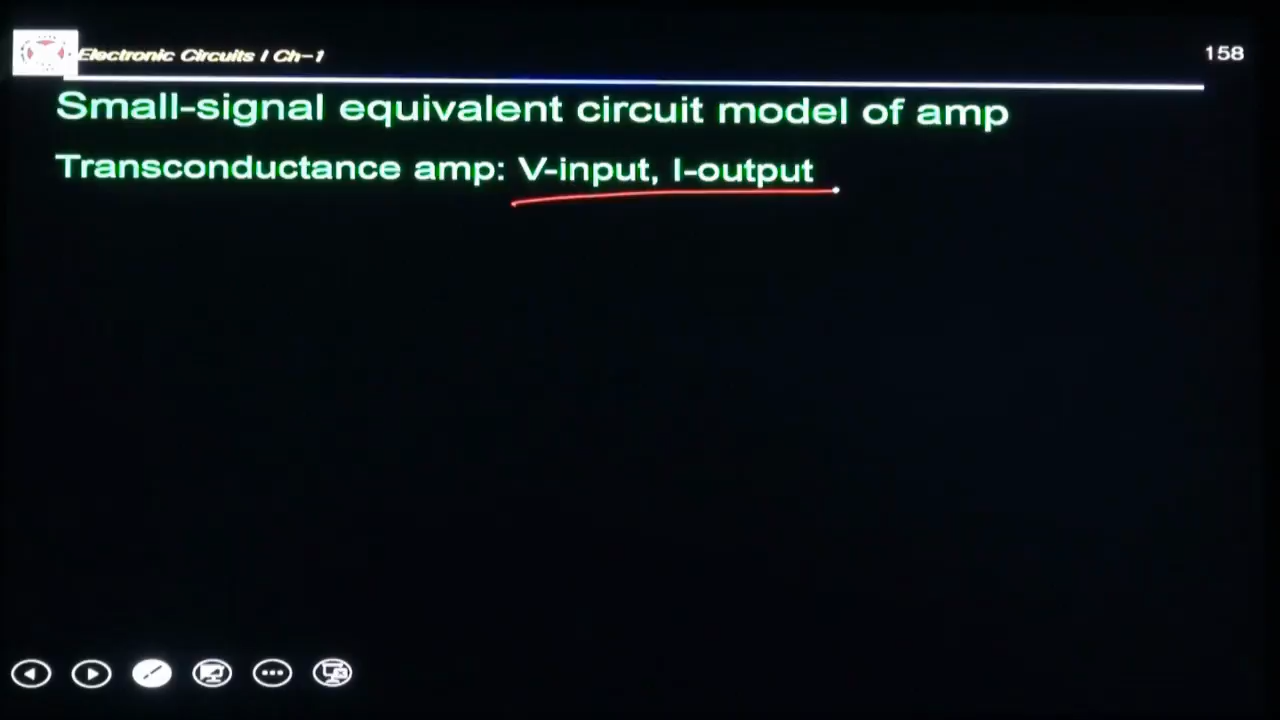 Electronic Circuits I Ch-1
158
Small-signal equivalent circuit model of amp
Transconductance amp: V-input, I-output